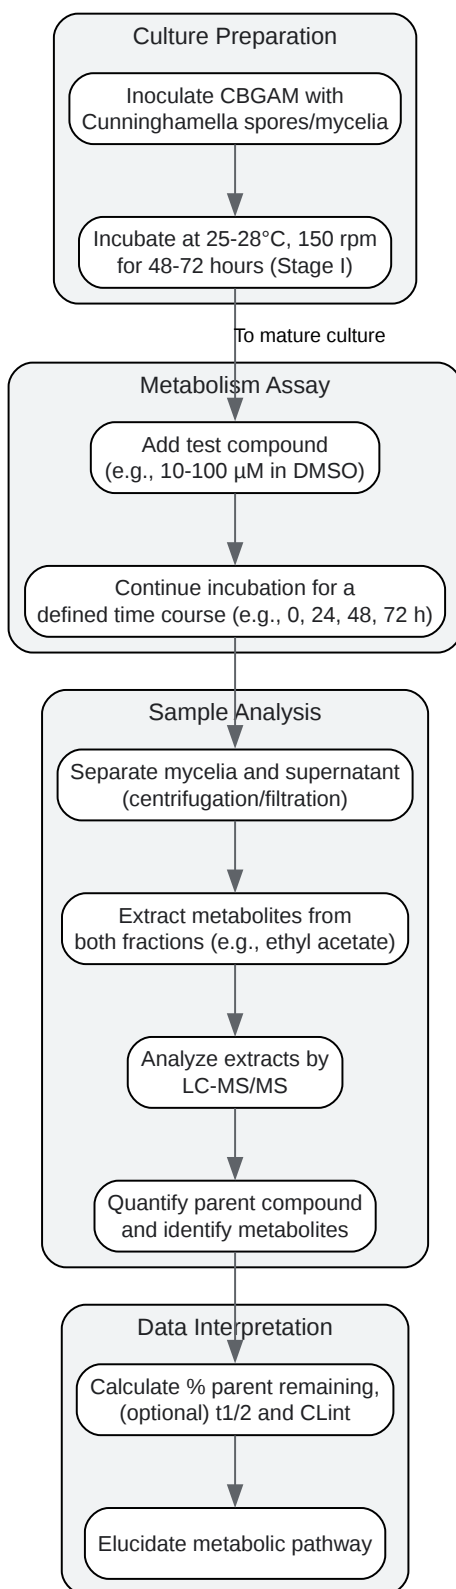 Culture Preparation
Inoculate CBGAM with
Cunninghamella spores/mycelia
Incubate at 25-28°C, 150 rpm
for 48-72 hours (Stage I)
To mature culture
Metabolism Assay
Add test compound
(e.g., 10-100 µM in DMSO)
Continue incubation for a
defined time course (e.g., 0, 24, 48, 72 h)
Sample Analysis
Separate mycelia and supernatant
(centrifugation/filtration)
Extract metabolites from
both fractions (e.g., ethyl acetate)
Analyze extracts by
LC-MS/MS
Quantify parent compound
and identify metabolites
Data Interpretation
Calculate % parent remaining,
(optional) t1/2 and CLint
Elucidate metabolic pathway